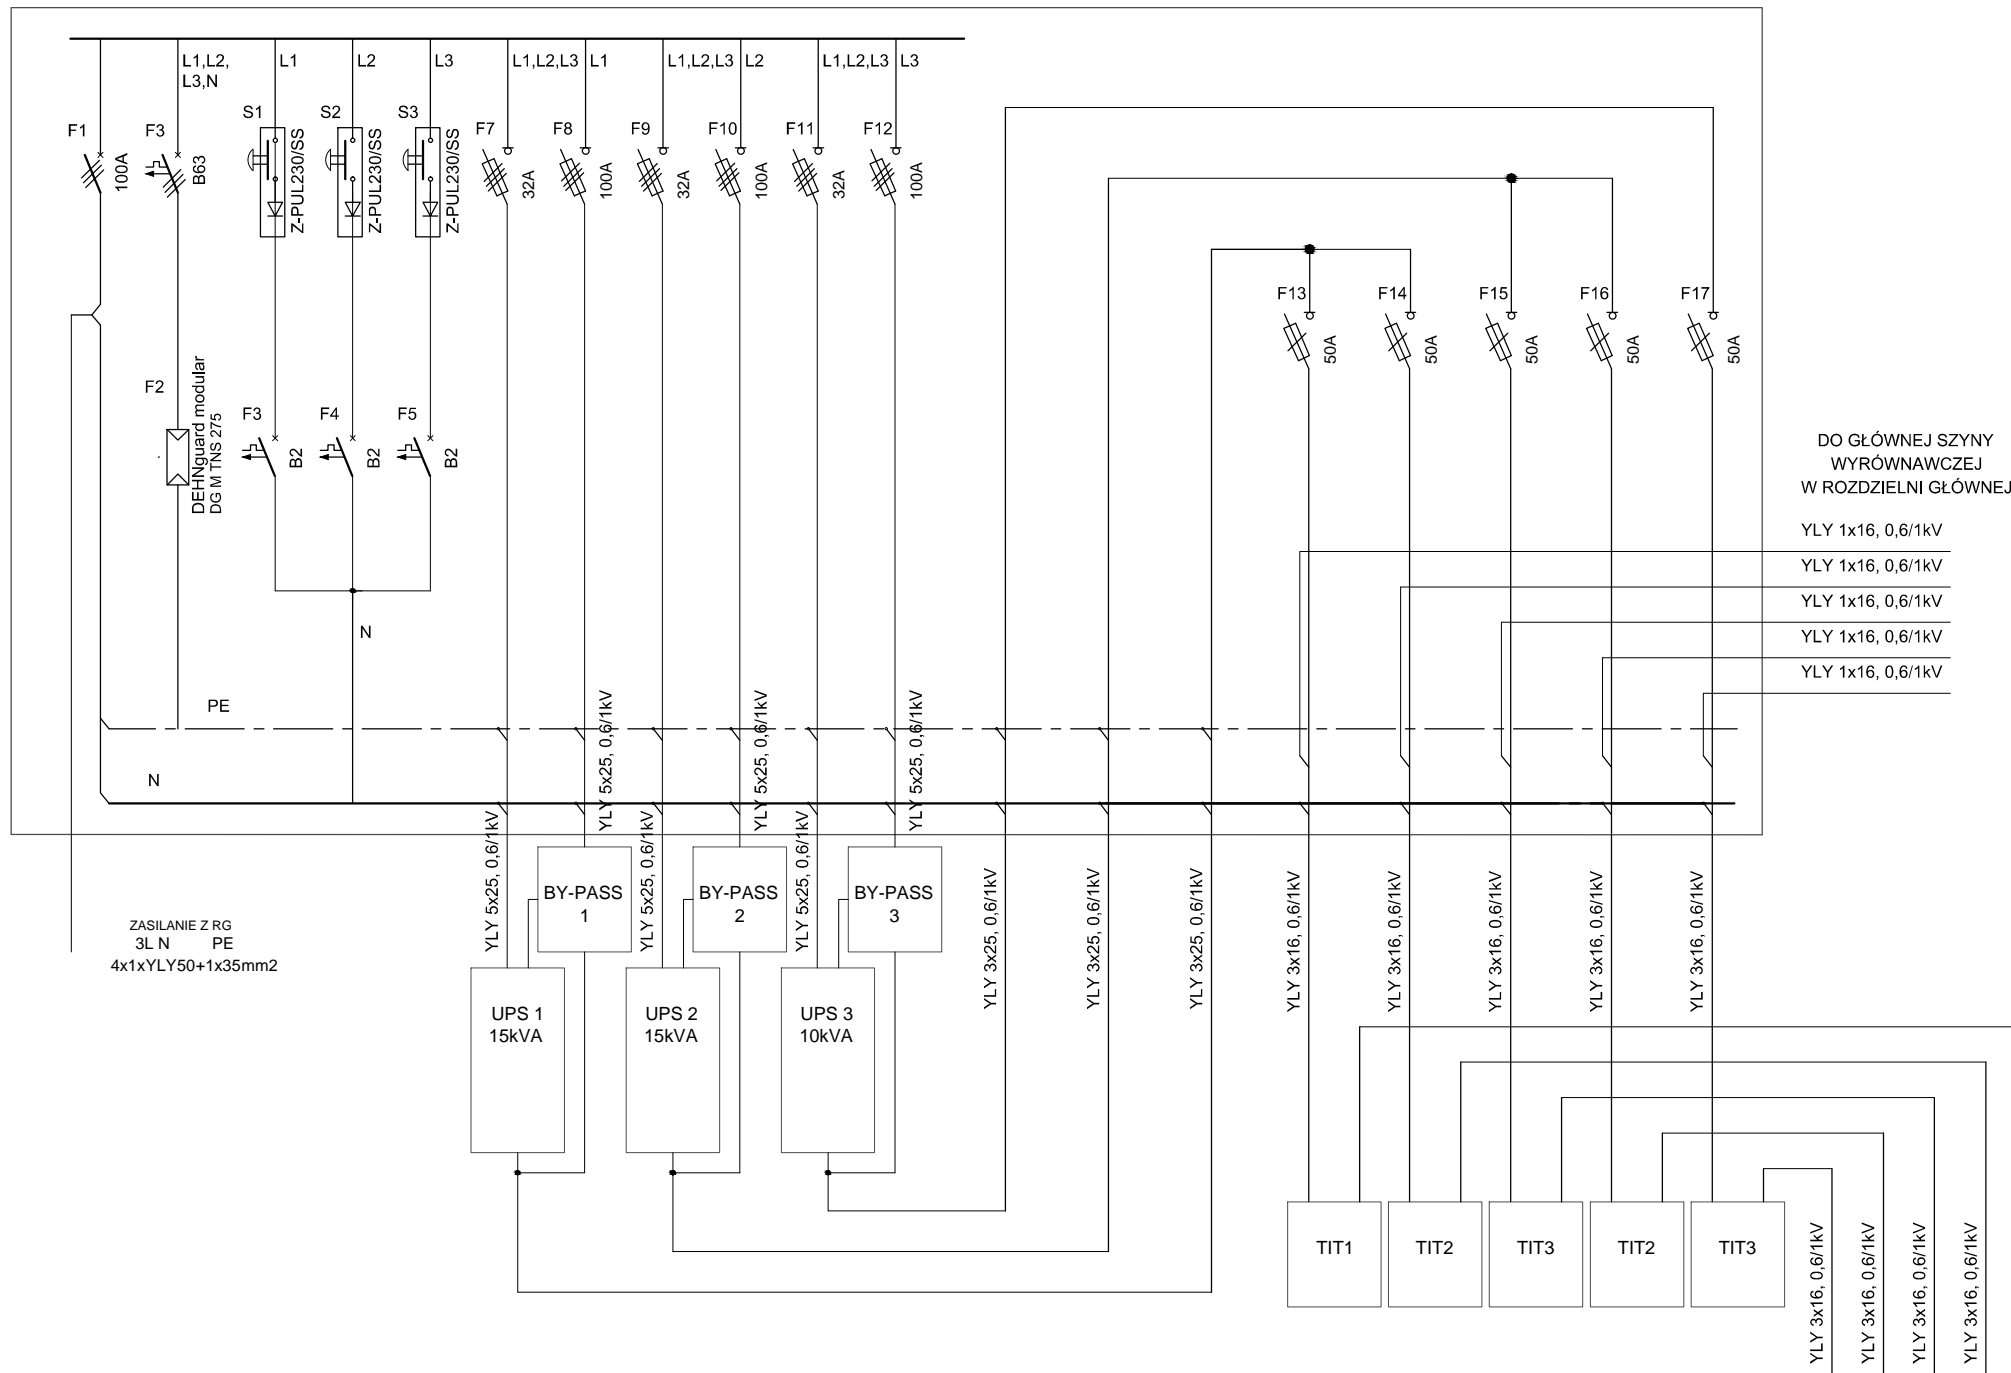 L1,L2,
L3,N
L1
L2
L3
L1,L2,L3
L1
L1,L2,L3
L2
L1,L2,L3
L3
F1
100A
F3
B63
S1
Z-PUL230/SS
S2
Z-PUL230/SS
S3
Z-PUL230/SS
F7
32A
F8
100A
F9
32A
F10
100A
F11
32A
F12
100A
F13
50A
F14
50A
F15
50A
F16
50A
F17
50A
F2
DEHNguard modular
DG M TNS 275
F3
B2
F4
B2
F5
B2
N
PE
N
DO GŁÓWNEJ SZYNY
WYRÓWNAWCZEJ
W ROZDZIELNI GŁÓWNEJ
YLY 1x16, 0,6/1kV
YLY 1x16, 0,6/1kV
YLY 1x16, 0,6/1kV
YLY 1x16, 0,6/1kV
YLY 1x16, 0,6/1kV
YLY 5x25, 0,6/1kV
YLY 5x25, 0,6/1kV
YLY 5x25, 0,6/1kV
YLY 5x25, 0,6/1kV
YLY 5x25, 0,6/1kV
YLY 5x25, 0,6/1kV
BY-PASS
1
BY-PASS
2
BY-PASS
3
YLY 3x25, 0,6/1kV
YLY 3x25, 0,6/1kV
YLY 3x25, 0,6/1kV
YLY 3x16, 0,6/1kV
YLY 3x16, 0,6/1kV
YLY 3x16, 0,6/1kV
YLY 3x16, 0,6/1kV
YLY 3x16, 0,6/1kV
ZASILANIE Z RG
3L N PE
4x1xYLY50+1x35mm2
UPS 1
15kVA
UPS 2
15kVA
UPS 3
10kVA
TIT1
TIT2
TIT3
TIT2
TIT3
YLY 3x16, 0,6/1kV
YLY 3x16, 0,6/1kV
YLY 3x16, 0,6/1kV
YLY 3x16, 0,6/1kV